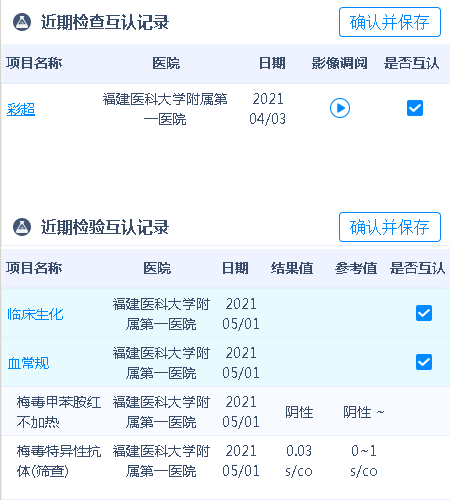 近期检查互认记录 确认并保存
项目名称 医院 日期 影像调阅 是否互认
彩超 福建医科大学附属第一医院 2021 04/03
近期检验互认记录 确认并保存
项目名称 医院 日期 结果值 参考值 是否互认
临床生化 福建医科大学附属第一医院 2021 05/01
血常规 福建医科大学附属第一医院 2021 05/01
梅毒甲苯胺红不加热 福建医科大学附属第一医院 2021 05/01 阴性 阴性 ~
梅毒特异性抗体(筛查) 福建医科大学附属第一医院 2021 05/01 0.03 s/co 0~1 s/co